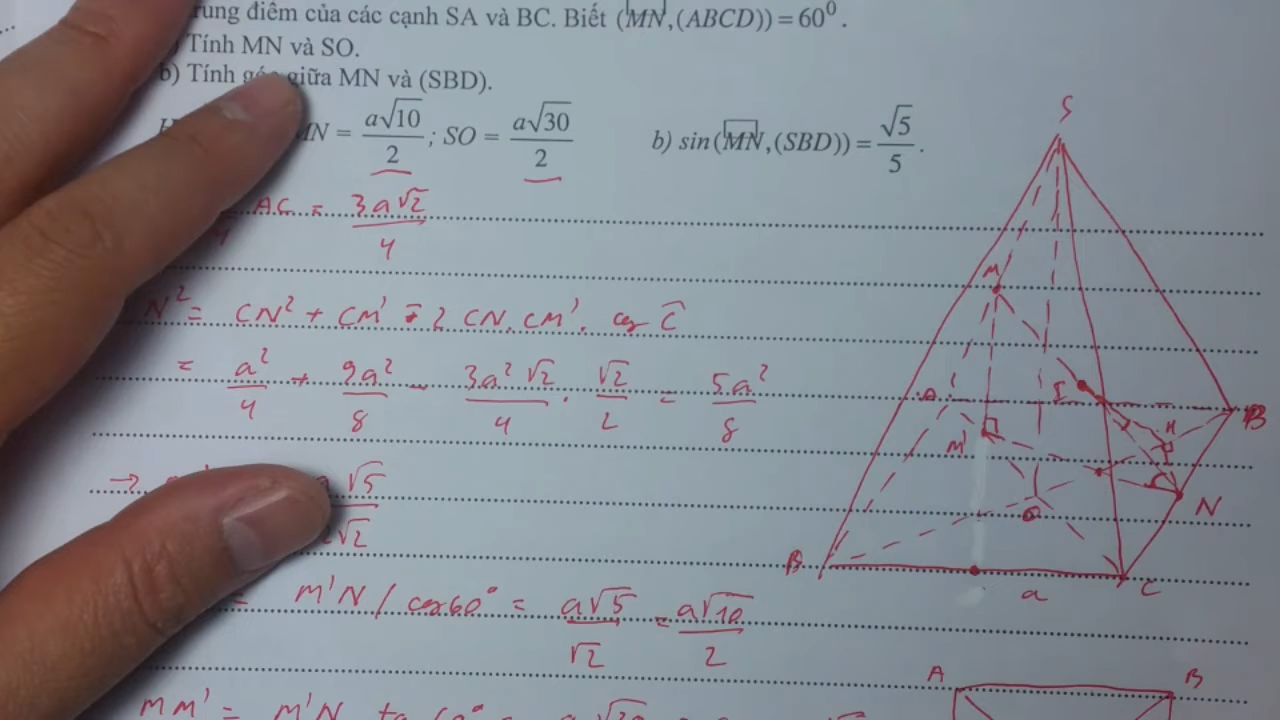 rung điểm của các cạnh SA và BC. Biết (MN,(ABCD)) = 60⁰.
Tính MN và SO.
b) Tính góc giữa MN và (SBD).
MN = a√10/2 ; SO = a√30/2 b) sin(MN,(SBD)) = √5/5.
AC = 3a√2/4
N² = CN² + CM' - 2 CN. CM'. cos Ĉ
= a²/4 + 9a²/8 - 3a²√2/4 . √2/2 = 5a²/8
→ √5/√2
= M'N / cos60° = a√5/√2 = a√10/2
MM' = M'N
S
M
A
I
H
B
M'
N
O
B
a
C
A
B